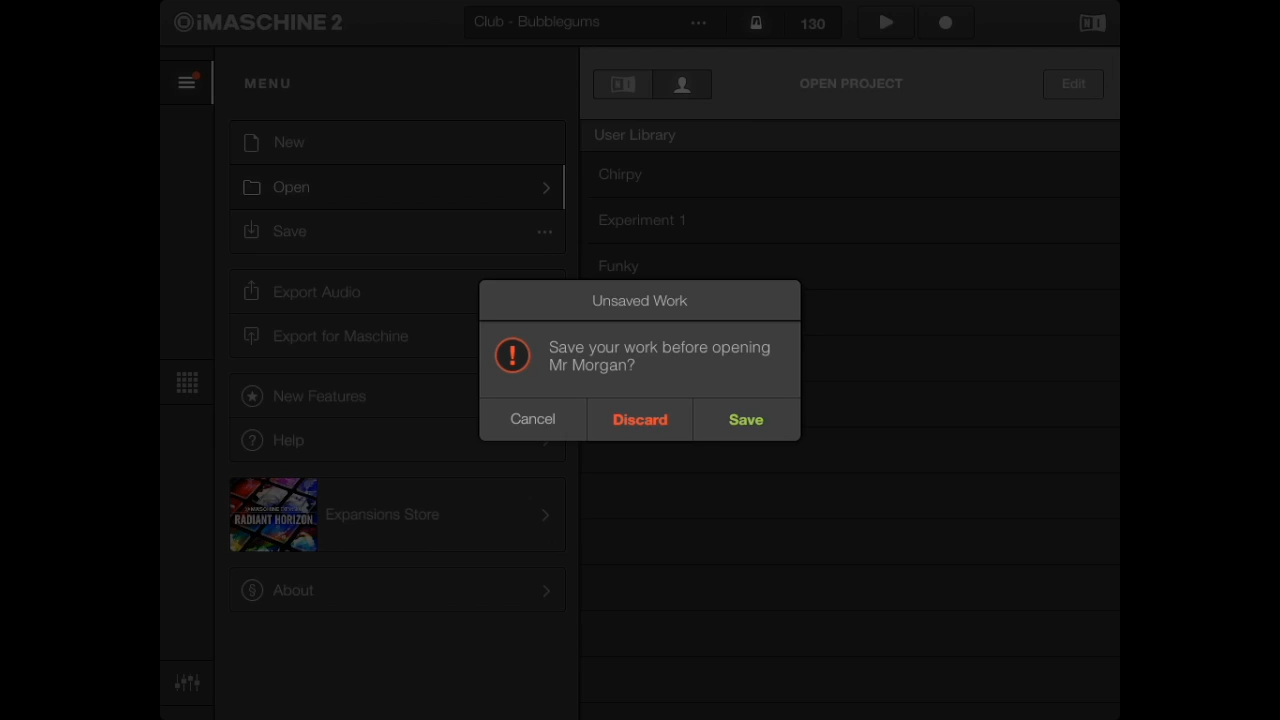 iMASCHINE 2
Club - Bubblegums
130
MENU
OPEN PROJECT
Edit
New
Open
Save
Export Audio
Export for Maschine
New Features
Help
RADIANT HORIZON
Expansions Store
About
User Library
Chirpy
Experiment 1
Funky
Unsaved Work
Save your work before opening
Mr Morgan?
Cancel
Discard
Save